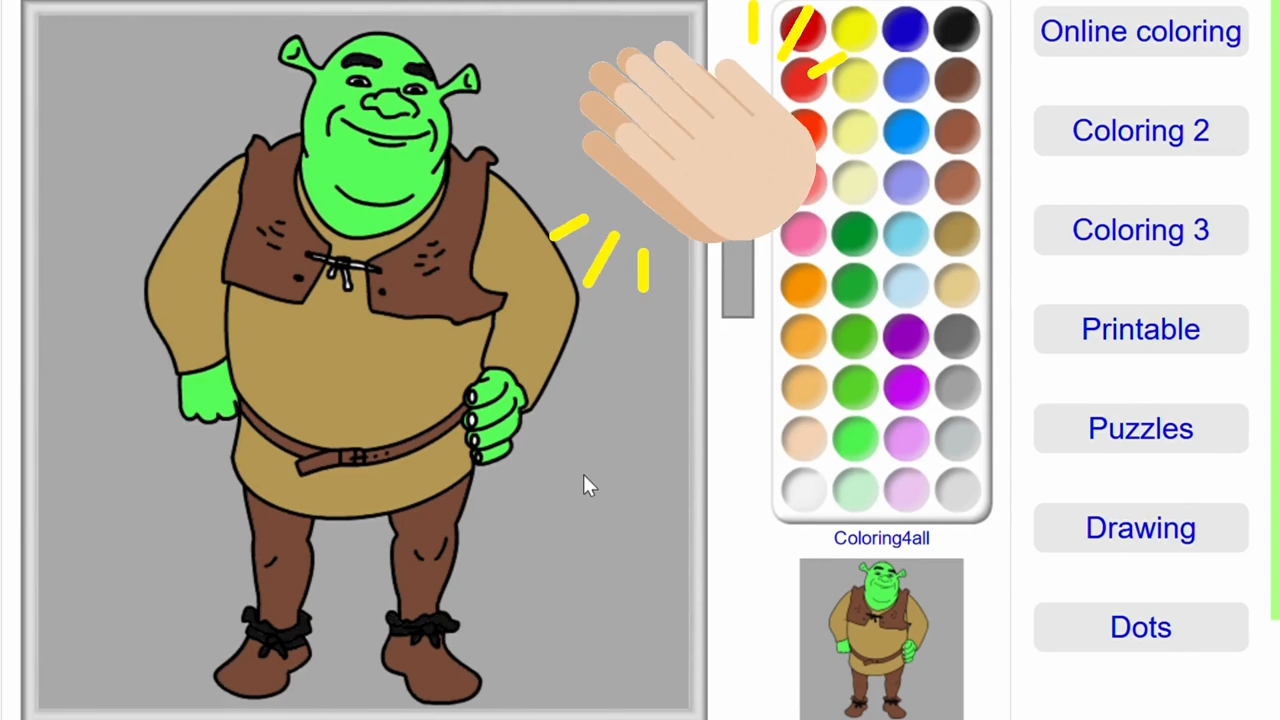 Online coloring
Coloring 2
Coloring 3
Printable
Puzzles
Coloring4all
Drawing
Dots